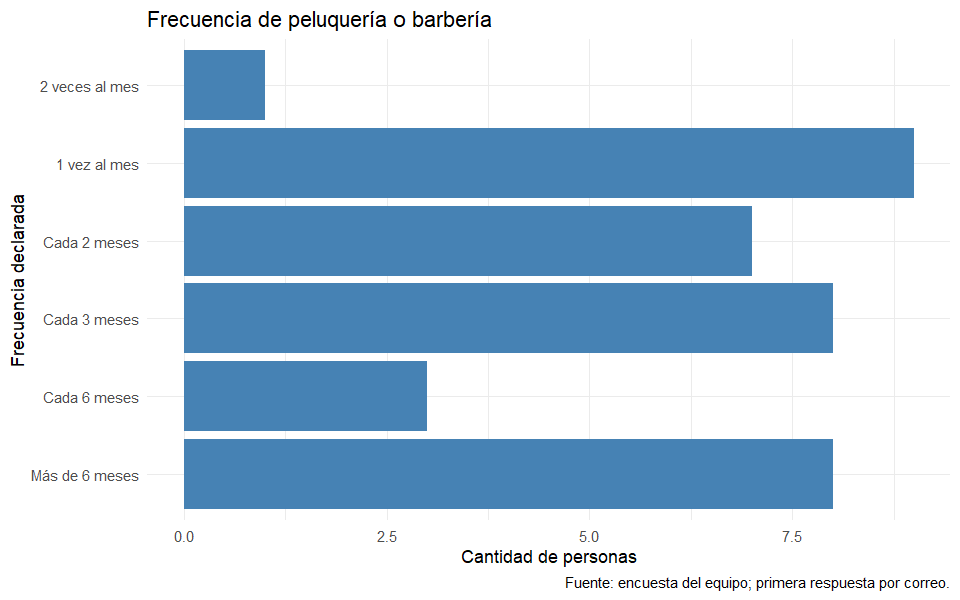 Frecuencia de peluquería o barbería
Frecuencia declarada
2 veces al mes
1 vez al mes
Cada 2 meses
Cada 3 meses
Cada 6 meses
Más de 6 meses
0.0 2.5 5.0 7.5
Cantidad de personas
Fuente: encuesta del equipo; primera respuesta por correo.